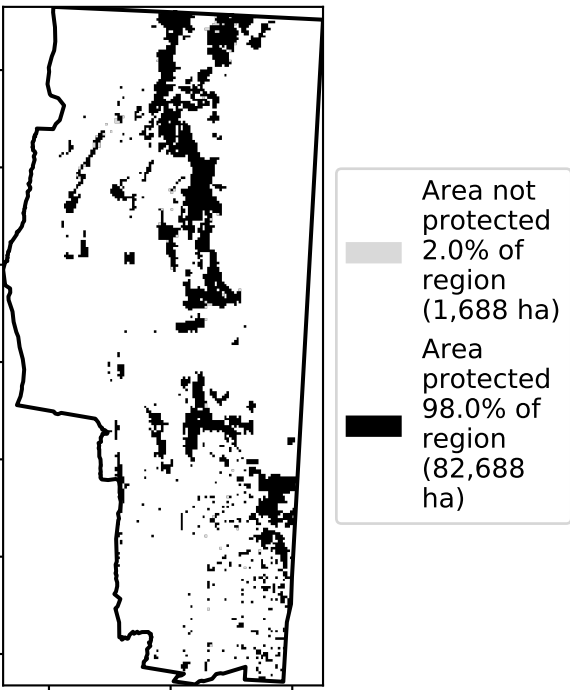 Area not
protected
2.0% of
region
(1,688 ha)
Area
protected
98.0% of
region
(82,688
ha)